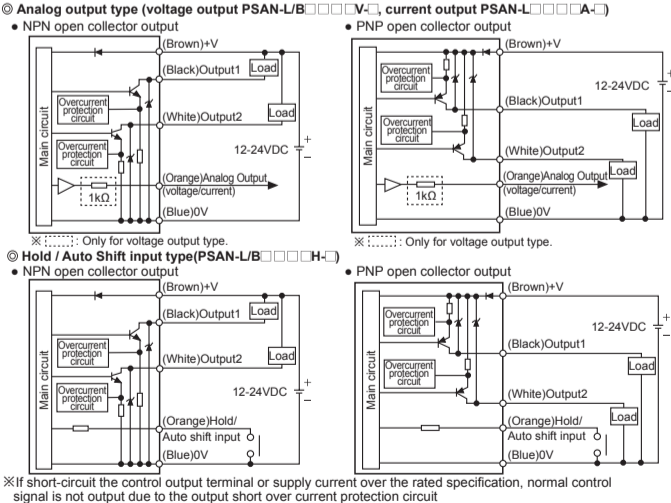 ◎ Analog output type (voltage output PSAN-L/B□□□□V-□, current output PSAN-L□□□□A-□)
● NPN open collector output
(Brown)+V
(Black)Output1
Load
Overcurrent
protection
circuit
(White)Output2
Load
Overcurrent
protection
circuit
Main circuit
12-24VDC
+
−
(Orange)Analog Output
(voltage/current)
1kΩ
(Blue)0V
※ : Only for voltage output type.
● PNP open collector output
(Brown)+V
12-24VDC
+
−
Overcurrent
protection
circuit
(Black)Output1
Load
Overcurrent
protection
circuit
Main circuit
(White)Output2
Load
(Orange)Analog Output
(voltage/current)
1kΩ
(Blue)0V
※ : Only for voltage output type.
◎ Hold / Auto Shift input type(PSAN-L/B□□□□H-□)
● NPN open collector output
(Brown)+V
(Black)Output1
Load
Overcurrent
protection
circuit
(White)Output2
Load
Overcurrent
protection
circuit
Main circuit
12-24VDC
+
−
(Orange)Hold/
Auto shift input
(Blue)0V
● PNP open collector output
(Brown)+V
12-24VDC
+
−
Overcurrent
protection
circuit
(Black)Output1
Load
Overcurrent
protection
circuit
Main circuit
(White)Output2
Load
(Orange)Hold/
Auto shift input
(Blue)0V
※If short-circuit the control output terminal or supply current over the rated specification, normal control
signal is not output due to the output short over current protection circuit